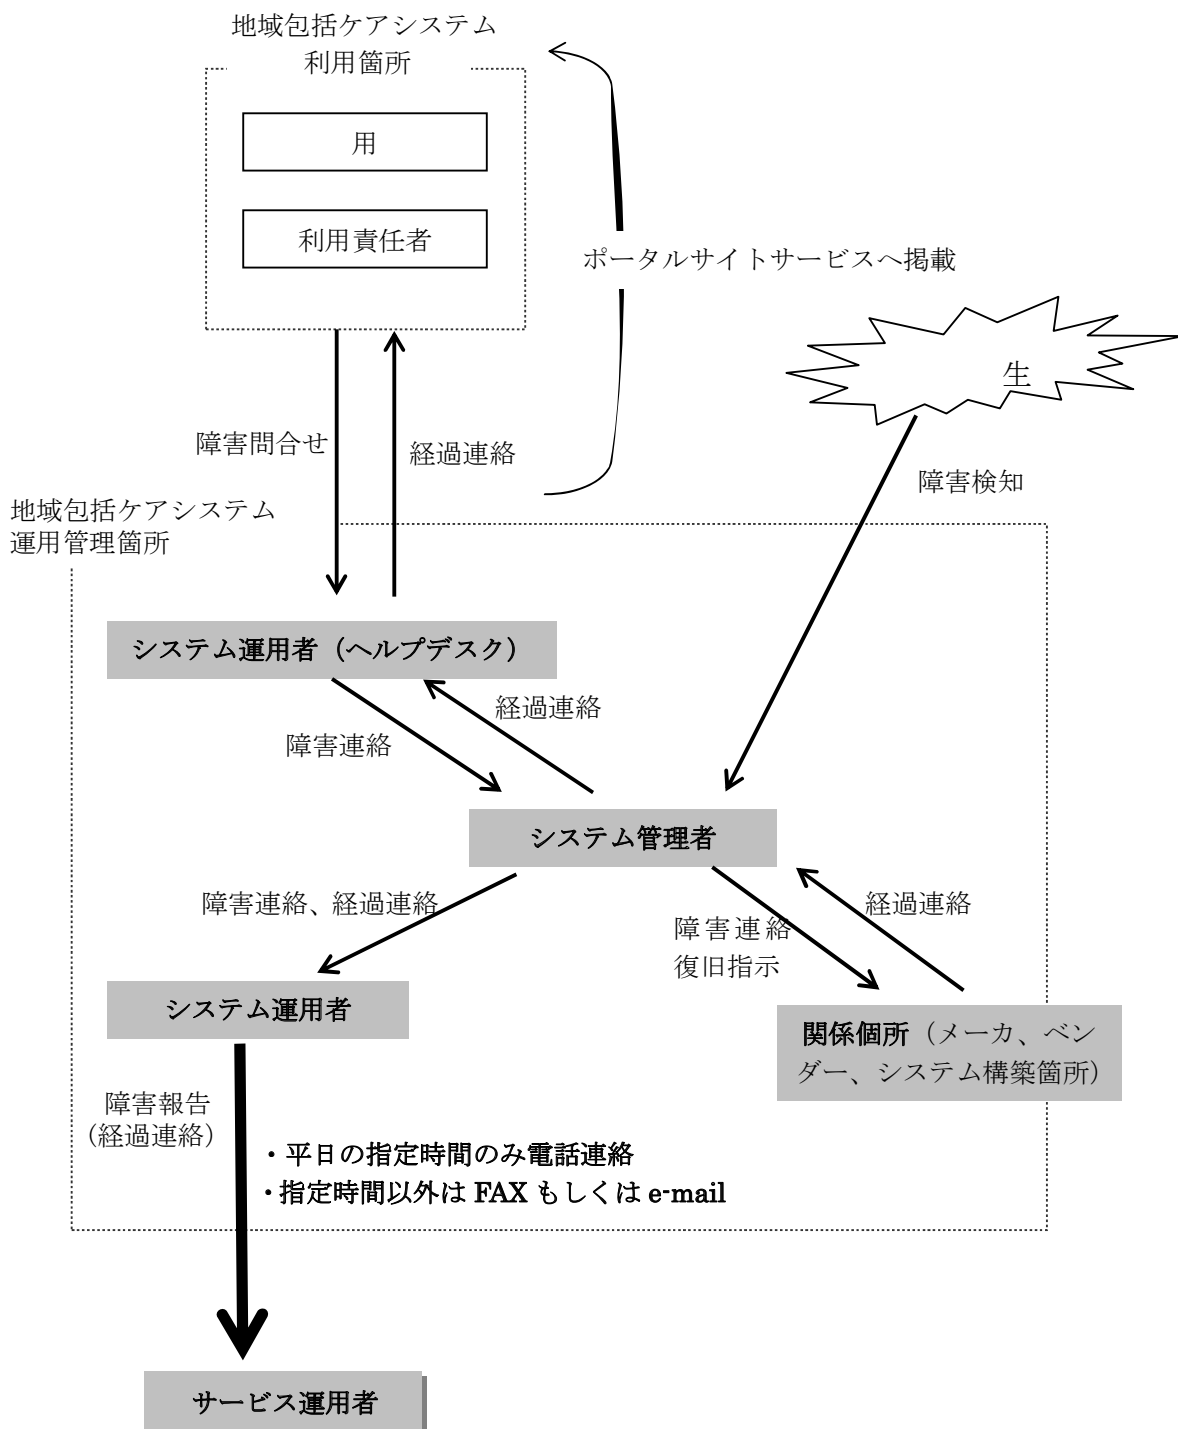 地域包括ケアシステム
利用箇所
用
利用責任者
ポータルサイトサービスへ掲載
生
障害問合せ
経過連絡
障害検知
地域包括ケアシステム
運用管理箇所
システム運用者（ヘルプデスク）
経過連絡
障害連絡
システム管理者
障害連絡、経過連絡
経過連絡
障害連絡
復旧指示
システム運用者
関係個所（メーカ、ベン
ダー、システム構築箇所）
障害報告
（経過連絡）
・平日の指定時間のみ電話連絡
・指定時間以外は FAX もしくは e-mail
サービス運用者